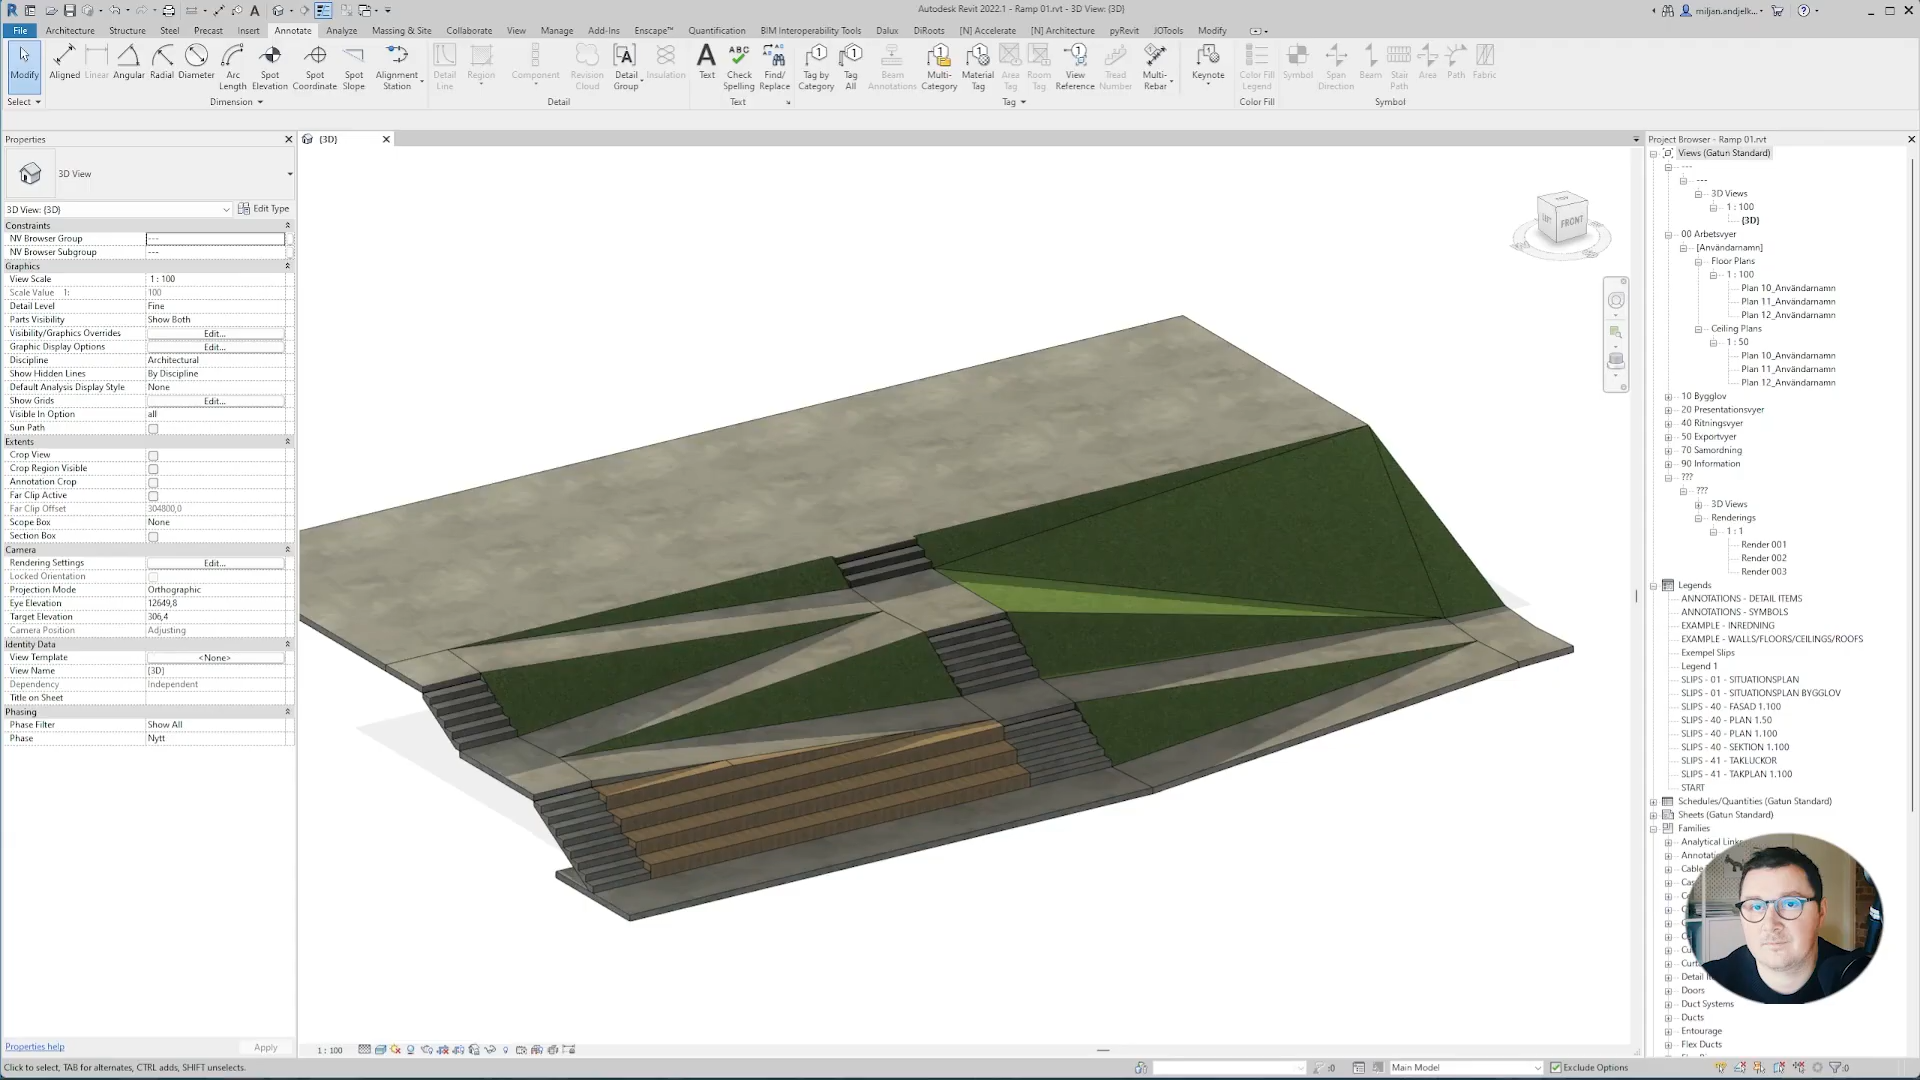 Autodesk Revit 2022.1 - Ramp 01.rvt - 3D View: {3D}
miljan.andjelk...
File Architecture Structure Steel Precast Insert Annotate Analyze Massing & Site Collaborate View Manage Add-Ins Enscape™ Quantification BIM Interoperability Tools Dalux DiRoots [N] Accelerate [N] Architecture pyRevit JOTools Modify
Modify Aligned Linear Angular Radial Diameter Arc Length Spot Elevation Spot Coordinate Spot Slope Alignment Station Detail Line Region Component Revision Cloud Detail Group Insulation Text Check Spelling Find/ Replace Tag by Category Tag All Beam Annotations Multi- Category Material Tag Area Tag Room Tag View Reference Tread Number Multi- Rebar Keynote Color Fill Legend Symbol Span Direction Beam Stair Path Area Path Fabric
Select Dimension Detail Text Tag Color Fill Symbol
Properties
3D View
3D View: {3D} Edit Type
Constraints
NV Browser Group ---
NV Browser Subgroup ---
Graphics
View Scale 1 : 100
Scale Value 1: 100
Detail Level Fine
Parts Visibility Show Both
Visibility/Graphics Overrides Edit...
Graphic Display Options Edit...
Discipline Architectural
Show Hidden Lines By Discipline
Default Analysis Display Style None
Show Grids Edit...
Visible In Option all
Sun Path
Extents
Crop View
Crop Region Visible
Annotation Crop
Far Clip Active
Far Clip Offset 304800,0
Scope Box None
Section Box
Camera
Rendering Settings Edit...
Locked Orientation
Projection Mode Orthographic
Eye Elevation 12649,8
Target Elevation 306,4
Camera Position Adjusting
Identity Data
View Template <None>
View Name {3D}
Dependency Independent
Title on Sheet
Phasing
Phase Filter Show All
Phase Nytt
Properties help Apply
{3D}
TOP
LEFT FRONT
1 : 100
Project Browser - Ramp 01.rvt
Views (Gatun Standard)
---
---
3D Views
1 : 100
{3D}
00 Arbetsvyer
[Användarnamn]
Floor Plans
1 : 100
Plan 10_Användarnamn
Plan 11_Användarnamn
Plan 12_Användarnamn
Ceiling Plans
1 : 50
Plan 10_Användarnamn
Plan 11_Användarnamn
Plan 12_Användarnamn
10 Bygglov
20 Presentationsvyer
40 Ritningsvyer
50 Exportvyer
70 Samordning
90 Information
???
???
3D Views
Renderings
1 : 1
Render 001
Render 002
Render 003
Legends
ANNOTATIONS - DETAIL ITEMS
ANNOTATIONS - SYMBOLS
EXAMPLE - INREDNING
EXAMPLE - WALLS/FLOORS/CEILINGS/ROOFS
Exempel Slips
Legend 1
SLIPS - 01 - SITUATIONSPLAN
SLIPS - 01 - SITUATIONSPLAN BYGGLOV
SLIPS - 40 - FASAD 1.100
SLIPS - 40 - PLAN 1.50
SLIPS - 40 - PLAN 1.100
SLIPS - 40 - SEKTION 1.100
SLIPS - 41 - TAKLUCKOR
SLIPS - 41 - TAKPLAN 1.100
START
Schedules/Quantities (Gatun Standard)
Sheets (Gatun Standard)
Families
Analytical Link
Annotatio
Cable
Cas
Curt
Detail It
Doors
Duct Systems
Ducts
Entourage
Flex Ducts
Click to select, TAB for alternates, CTRL adds, SHIFT unselects.
:0 Main Model Exclude Options :0